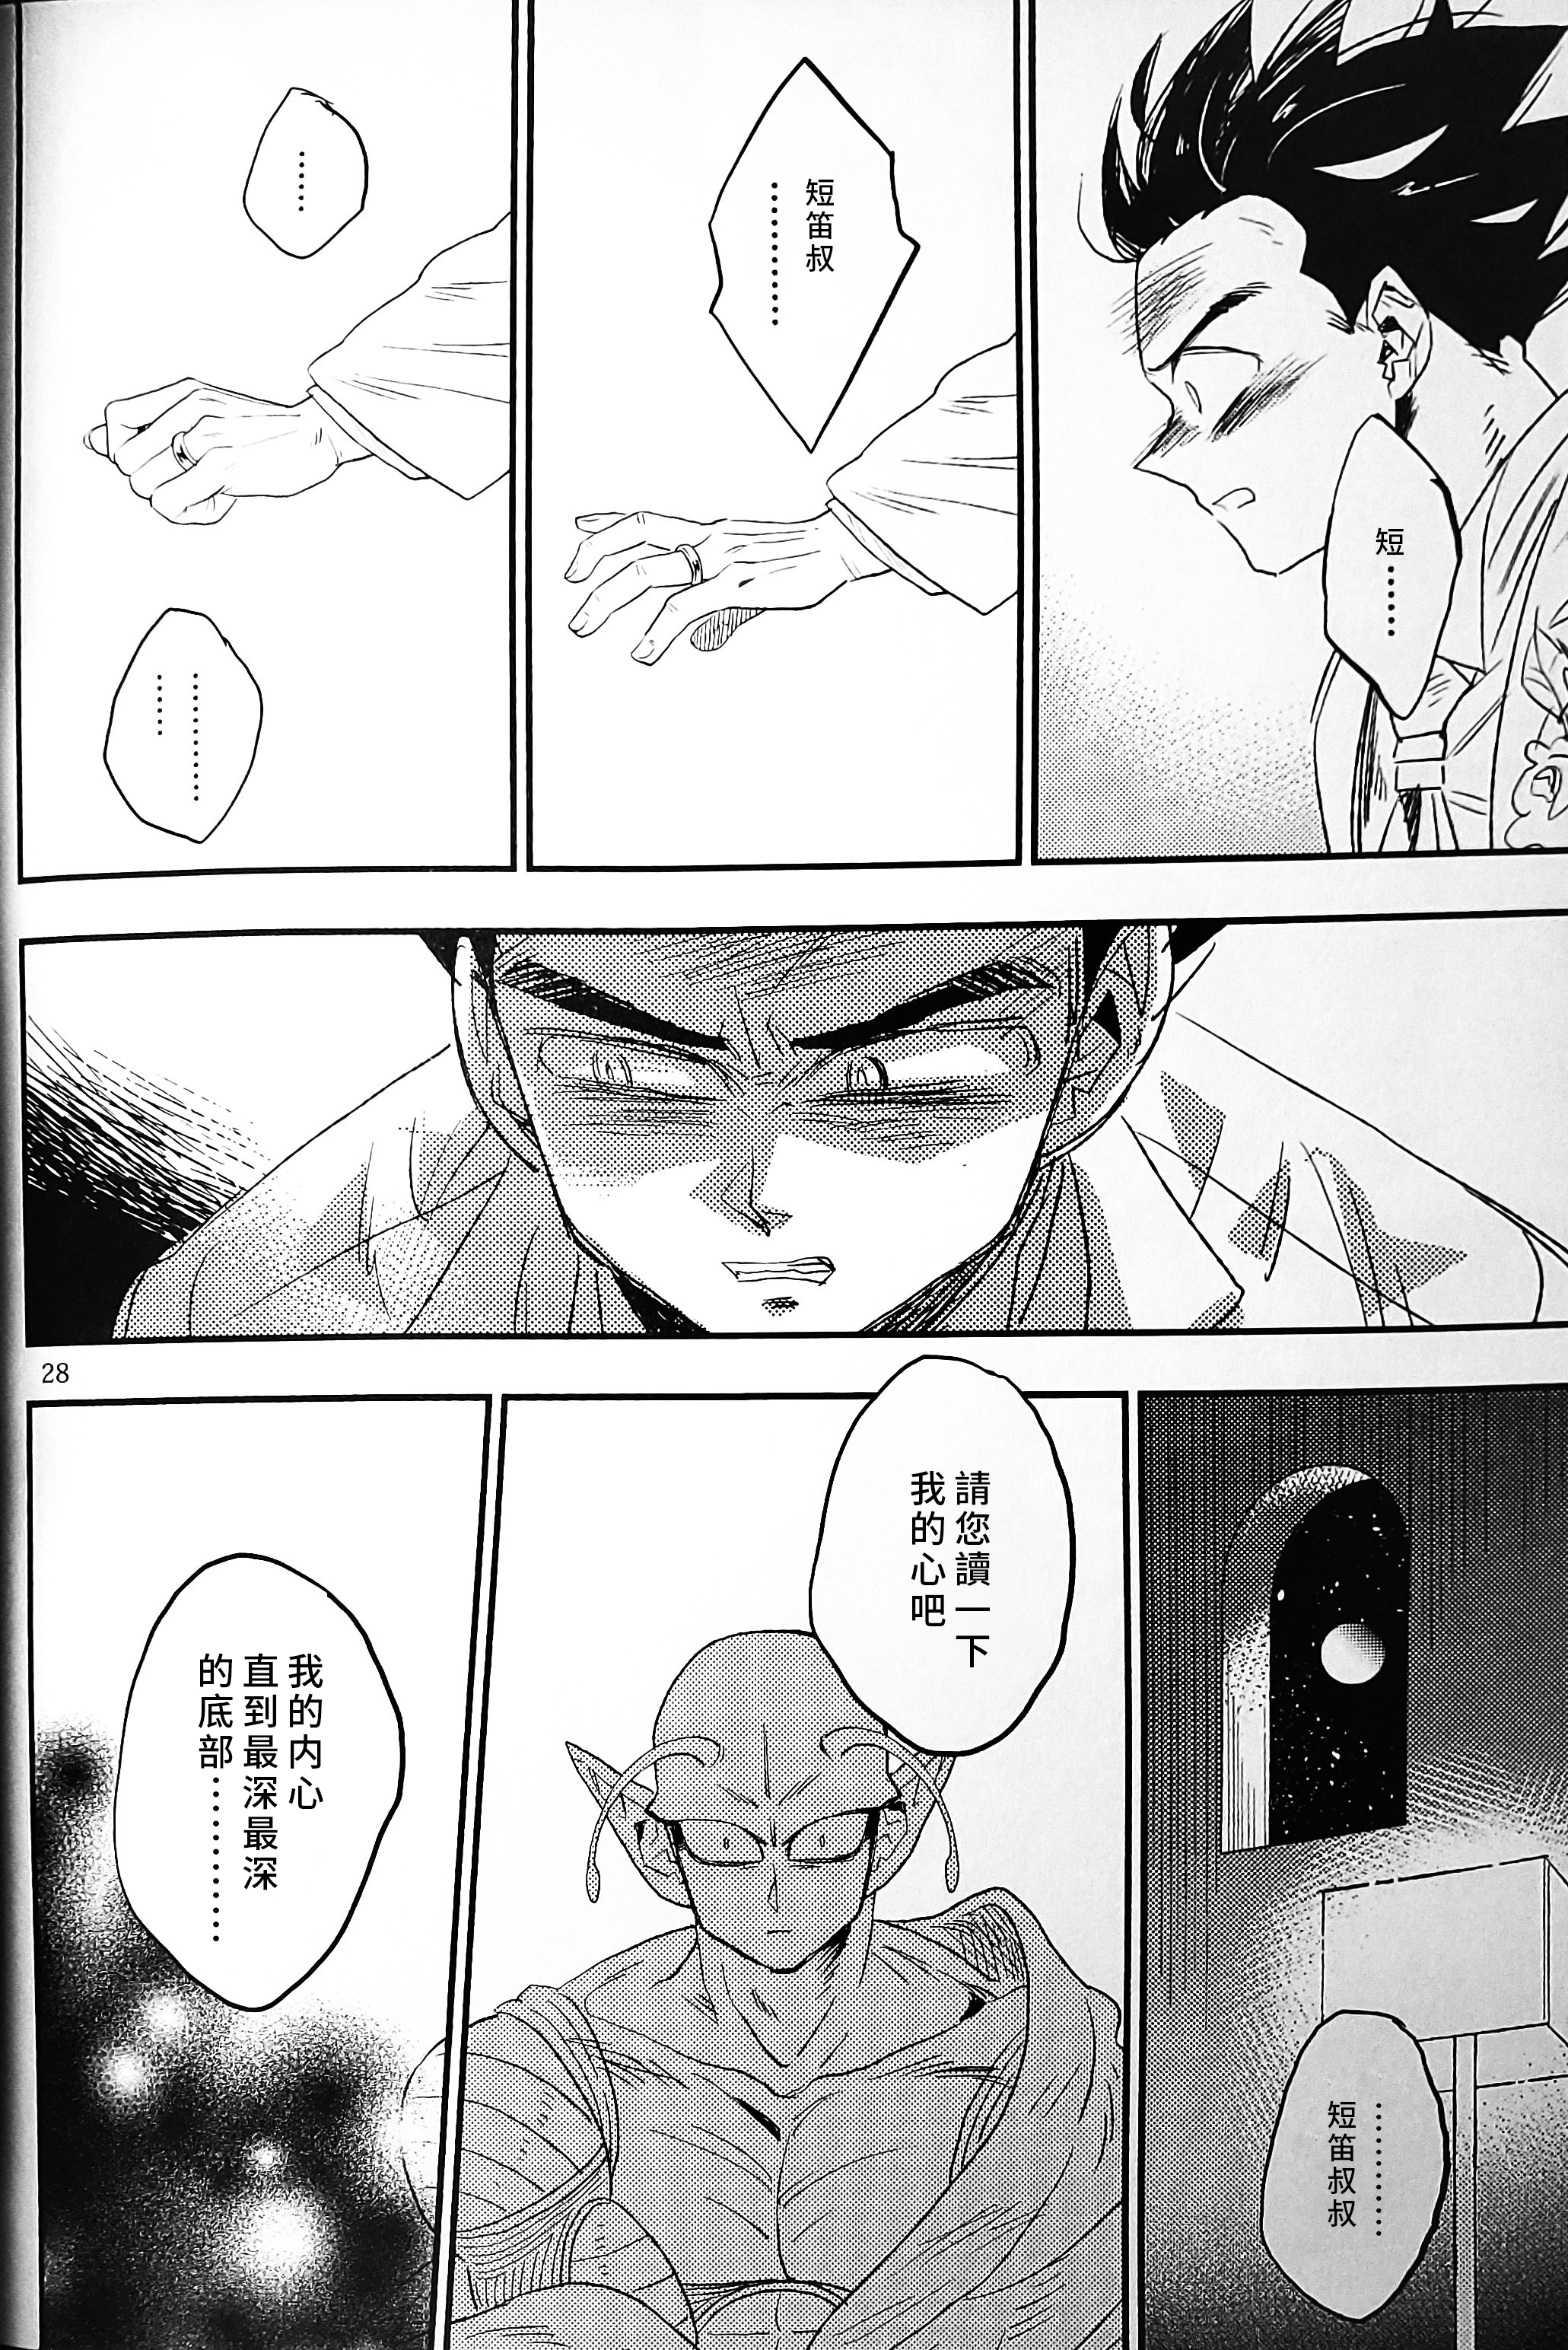 短……
短笛叔
…………
……
…………
……
…………
短笛叔叔
請您讀一下
我的心吧
我的内心
直到最深最深
的底部…………
28